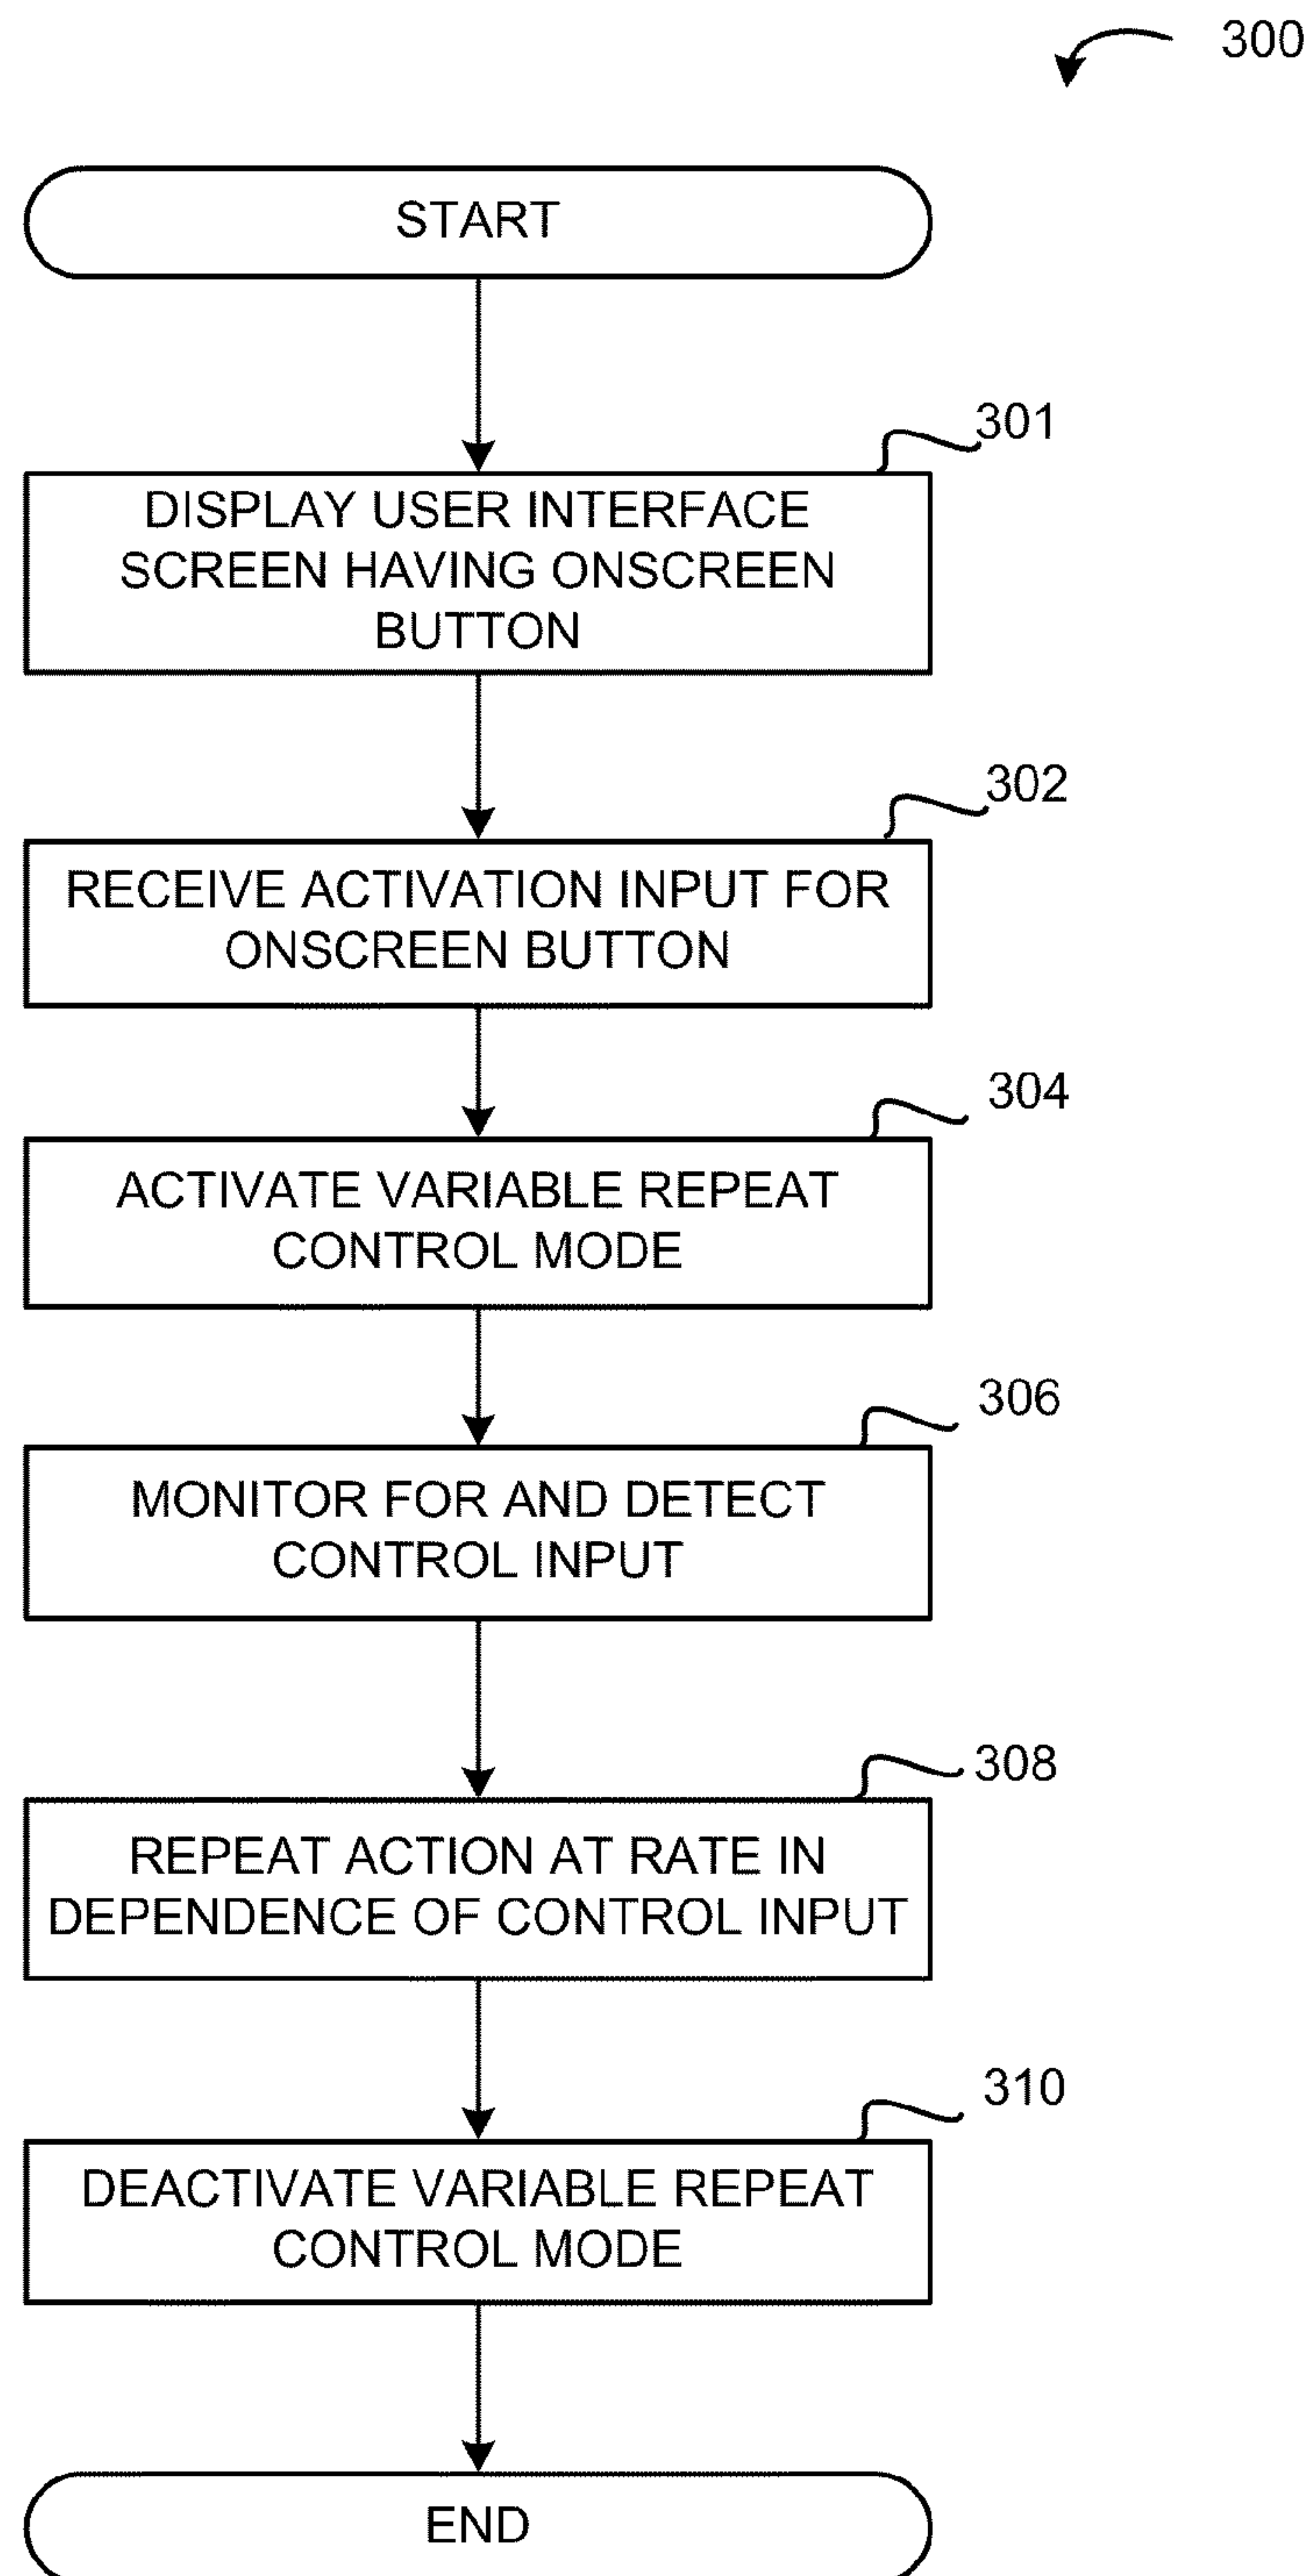 300
START
301
DISPLAY USER INTERFACE
SCREEN HAVING ONSCREEN
BUTTON
302
RECEIVE ACTIVATION INPUT FOR
ONSCREEN BUTTON
304
ACTIVATE VARIABLE REPEAT
CONTROL MODE
306
MONITOR FOR AND DETECT
CONTROL INPUT
308
REPEAT ACTION AT RATE IN
DEPENDENCE OF CONTROL INPUT
310
DEACTIVATE VARIABLE REPEAT
CONTROL MODE
END